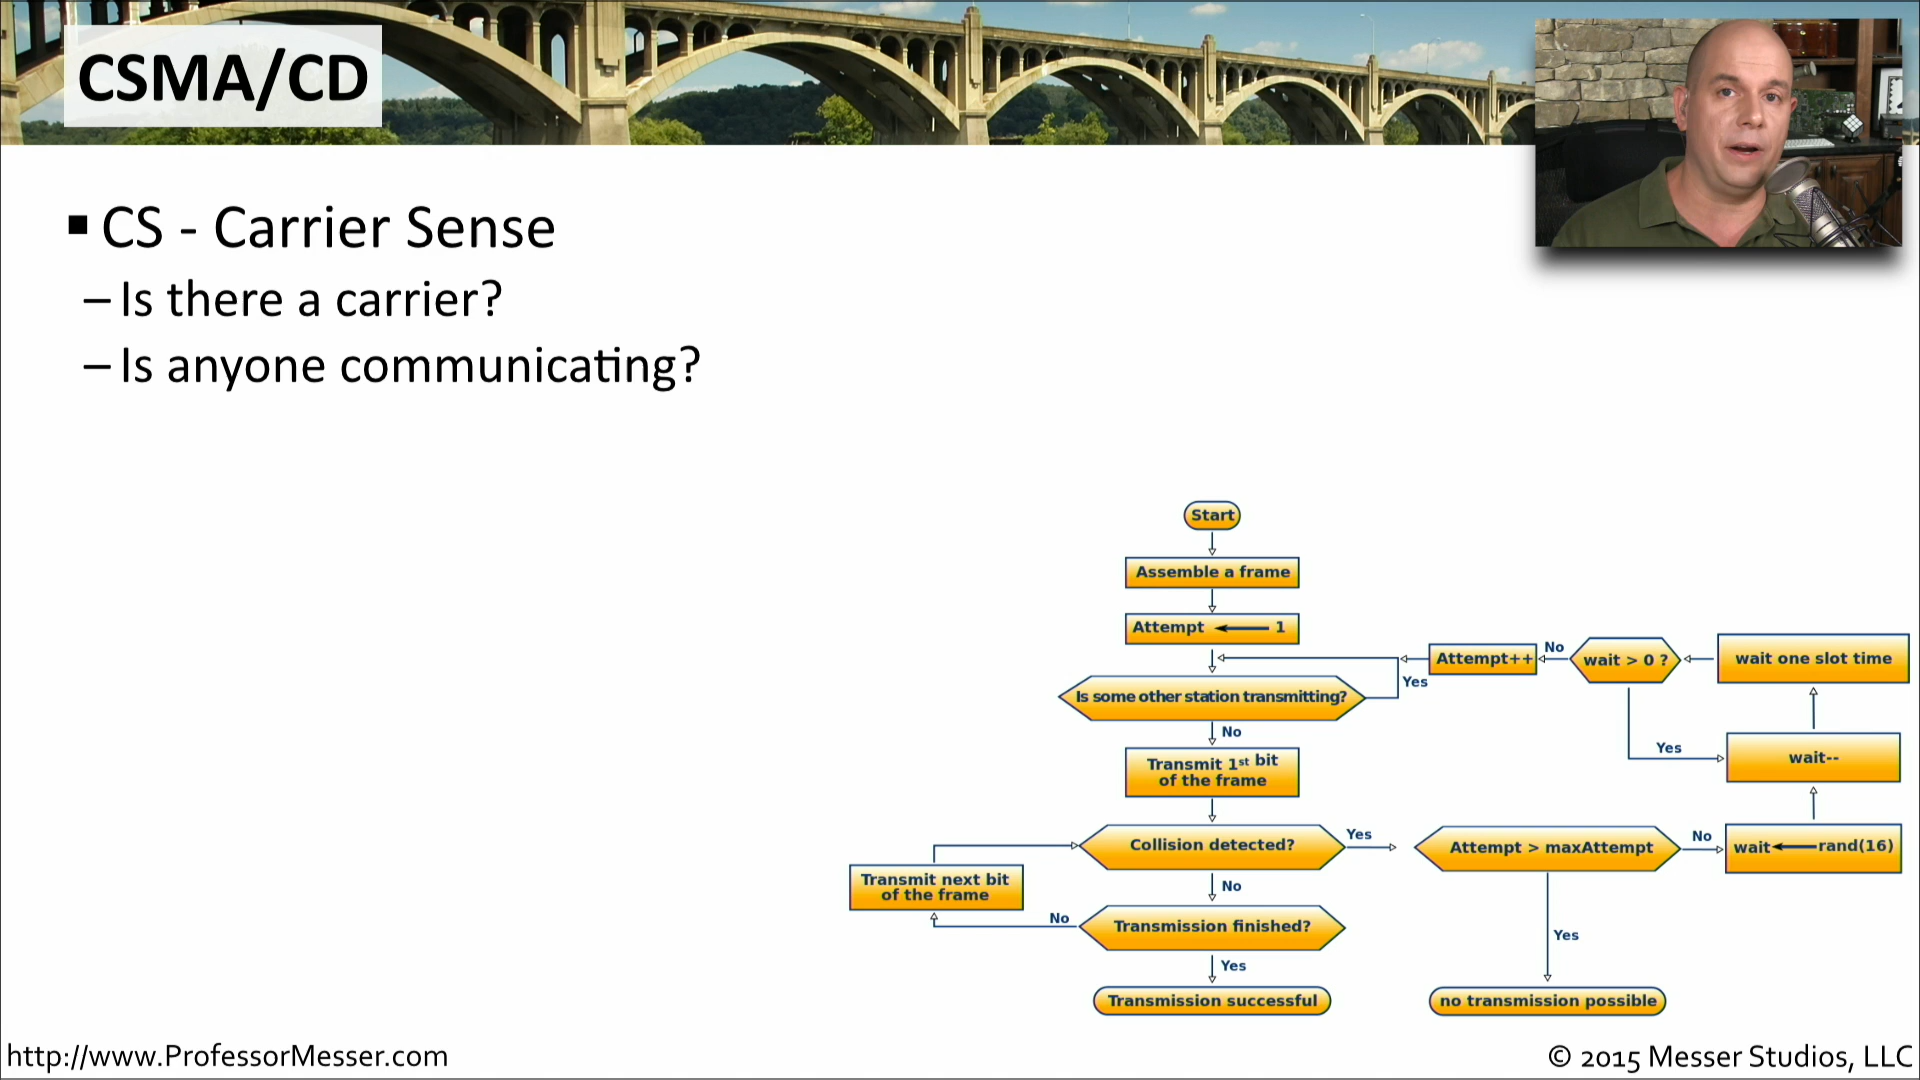 CSMA/CD
▪ CS - Carrier Sense
– Is there a carrier?
– Is anyone communicating?
Start
Assemble a frame
Attempt ← 1
Is some other station transmitting?
Yes
No
Transmit 1st bit
of the frame
Collision detected?
Yes
No
Transmit next bit
of the frame
Transmission finished?
No
Yes
Transmission successful
Attempt > maxAttempt
No
Yes
no transmission possible
wait ← rand(16)
wait--
wait one slot time
wait > 0 ?
Yes
No
Attempt++
http://www.ProfessorMesser.com
© 2015 Messer Studios, LLC